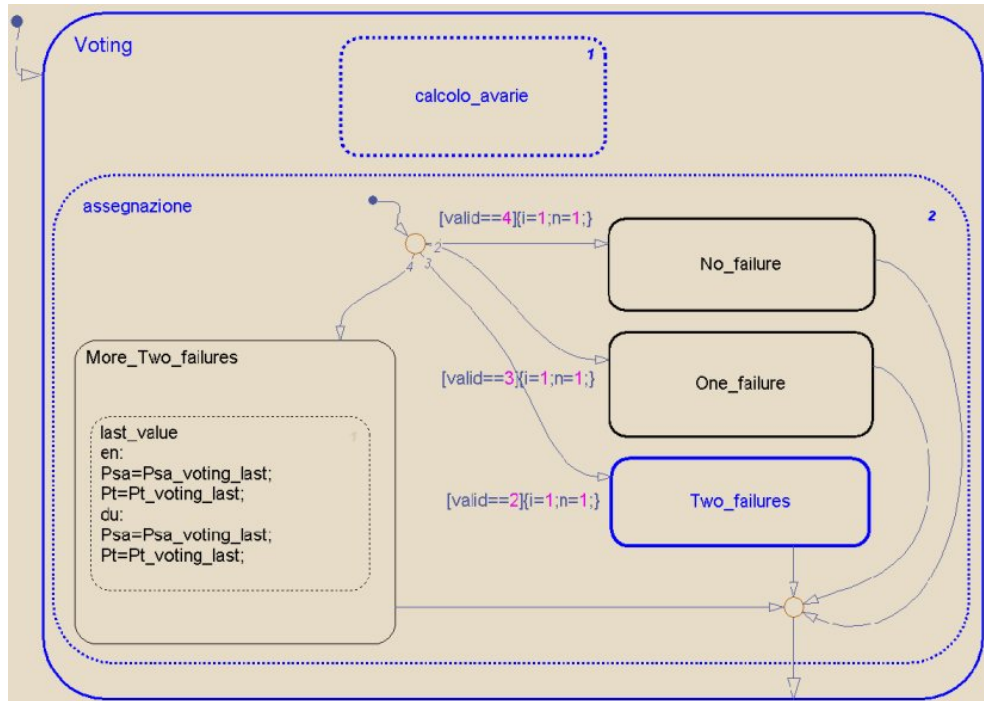 Voting
1
calcolo_avarie
assegnazione
2
[valid==4]{i=1;n=1;}
No_failure
2
4
3
More_Two_failures
[valid==3]{i=1;n=1;}
One_failure
last_value
1
en:
Psa=Psa_voting_last;
Pt=Pt_voting_last;
du:
Psa=Psa_voting_last;
Pt=Pt_voting_last;
[valid==2]{i=1;n=1;}
Two_failures